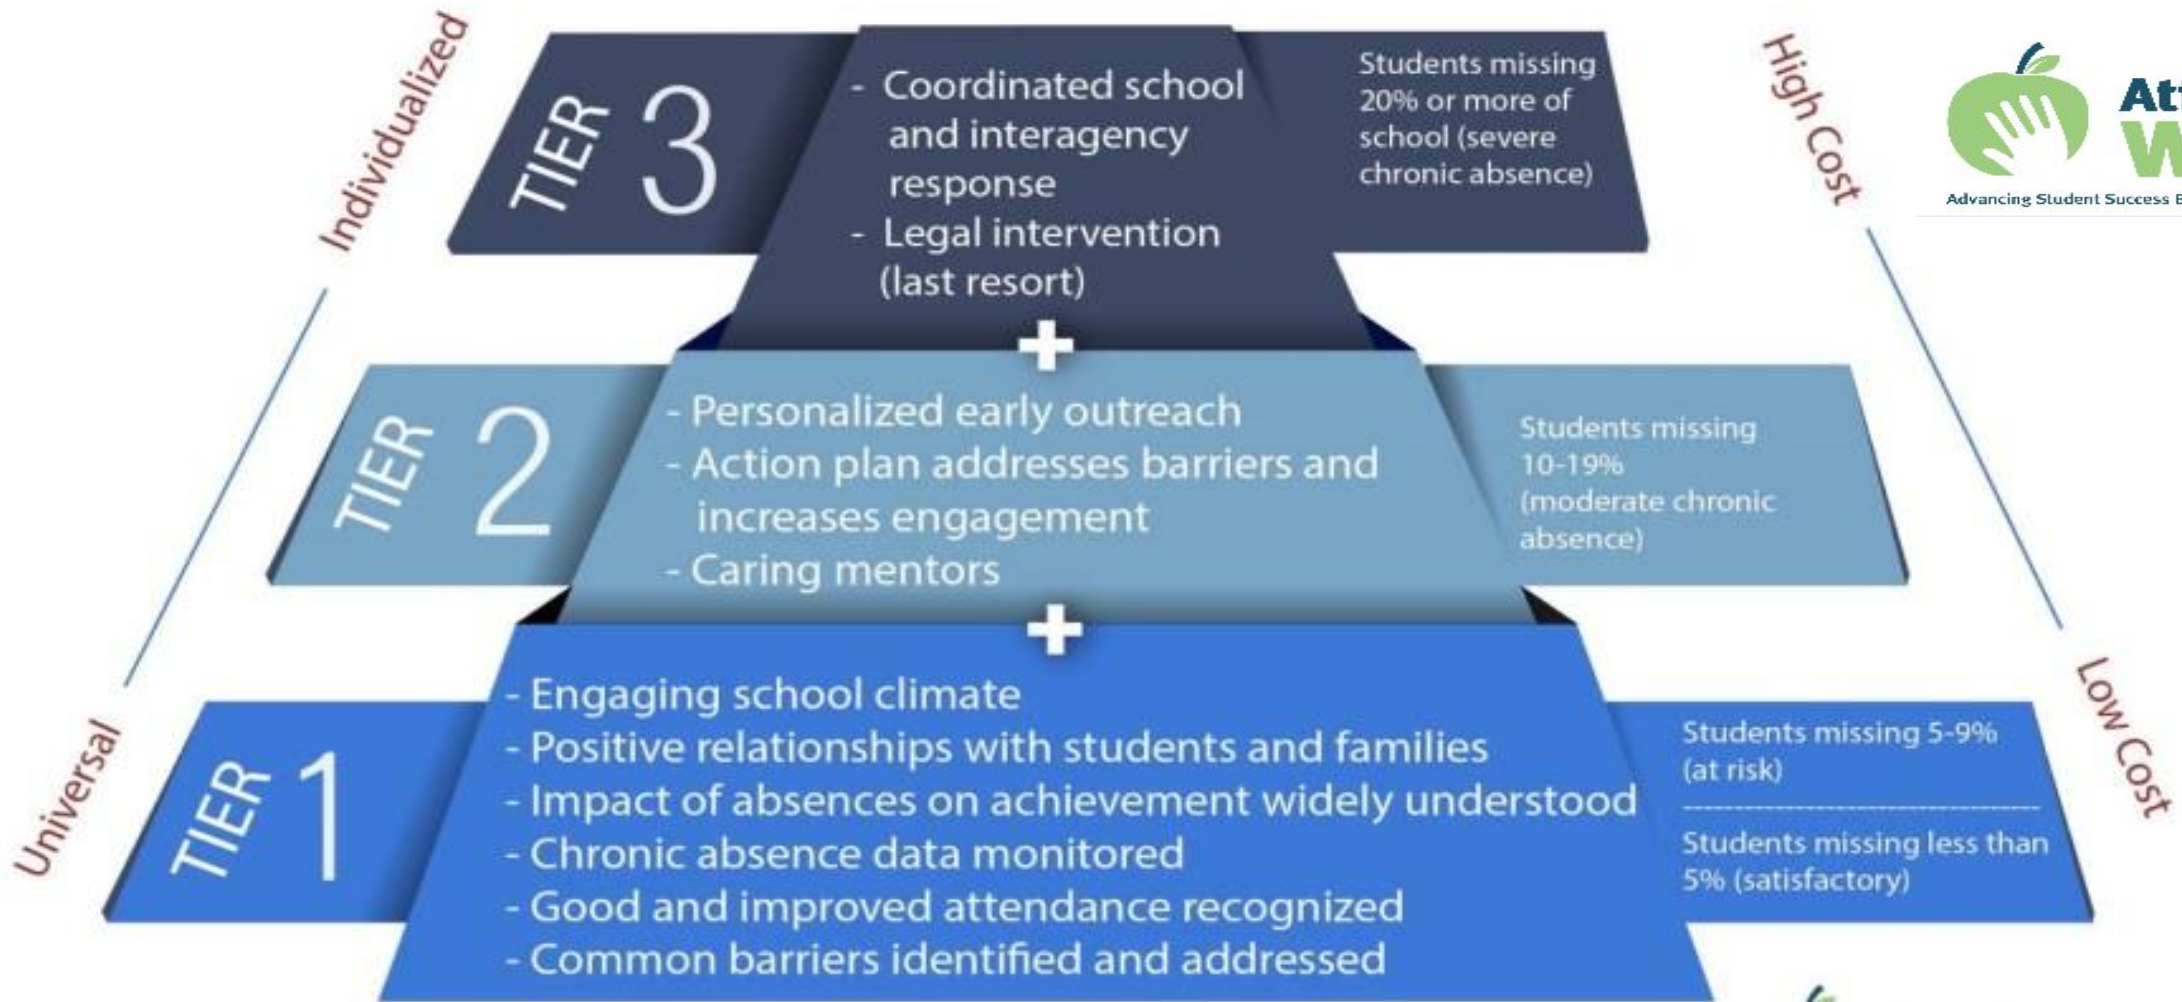 Individualized
Universal
High Cost
Low Cost
TIER 3
- Coordinated school
and interagency
response
- Legal intervention
(last resort)
Students missing
20% or more of
school (severe
chronic absence)
+
TIER 2
- Personalized early outreach
- Action plan addresses barriers and
increases engagement
- Caring mentors
Students missing
10-19%
(moderate chronic
absence)
+
TIER 1
- Engaging school climate
- Positive relationships with students and families
- Impact of absences on achievement widely understood
- Chronic absence data monitored
- Good and improved attendance recognized
- Common barriers identified and addressed
Students missing 5-9%
(at risk)
Students missing less than
5% (satisfactory)
Advancing Student Success